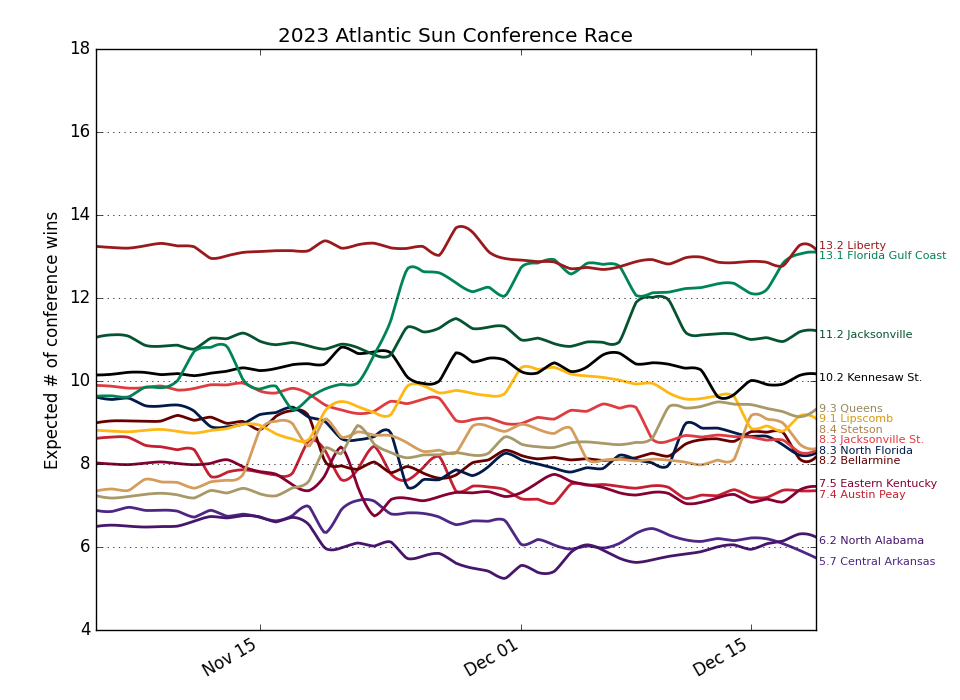 2023 Atlantic Sun Conference Race
Expected # of conference wins
18
16
14
12
10
8
6
4
Nov 15
Dec 01
Dec 15
13.2 Liberty
13.1 Florida Gulf Coast
11.2 Jacksonville
10.2 Kennesaw St.
9.3 Queens
9.1 Lipscomb
8.4 Stetson
8.3 Jacksonville St.
8.3 North Florida
8.2 Bellarmine
7.5 Eastern Kentucky
7.4 Austin Peay
6.2 North Alabama
5.7 Central Arkansas